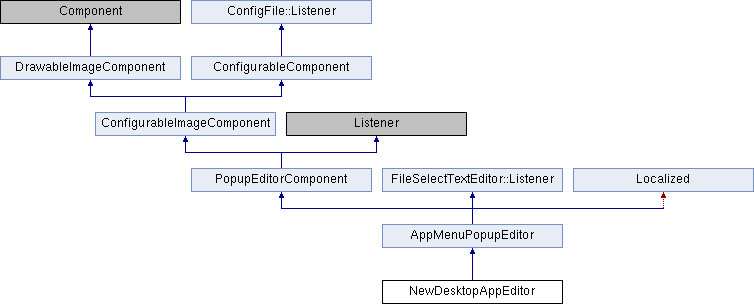 Component
ConfigFile::Listener
DrawableImageComponent
ConfigurableComponent
ConfigurableImageComponent
Listener
PopupEditorComponent
FileSelectTextEditor::Listener
Localized
AppMenuPopupEditor
NewDesktopAppEditor